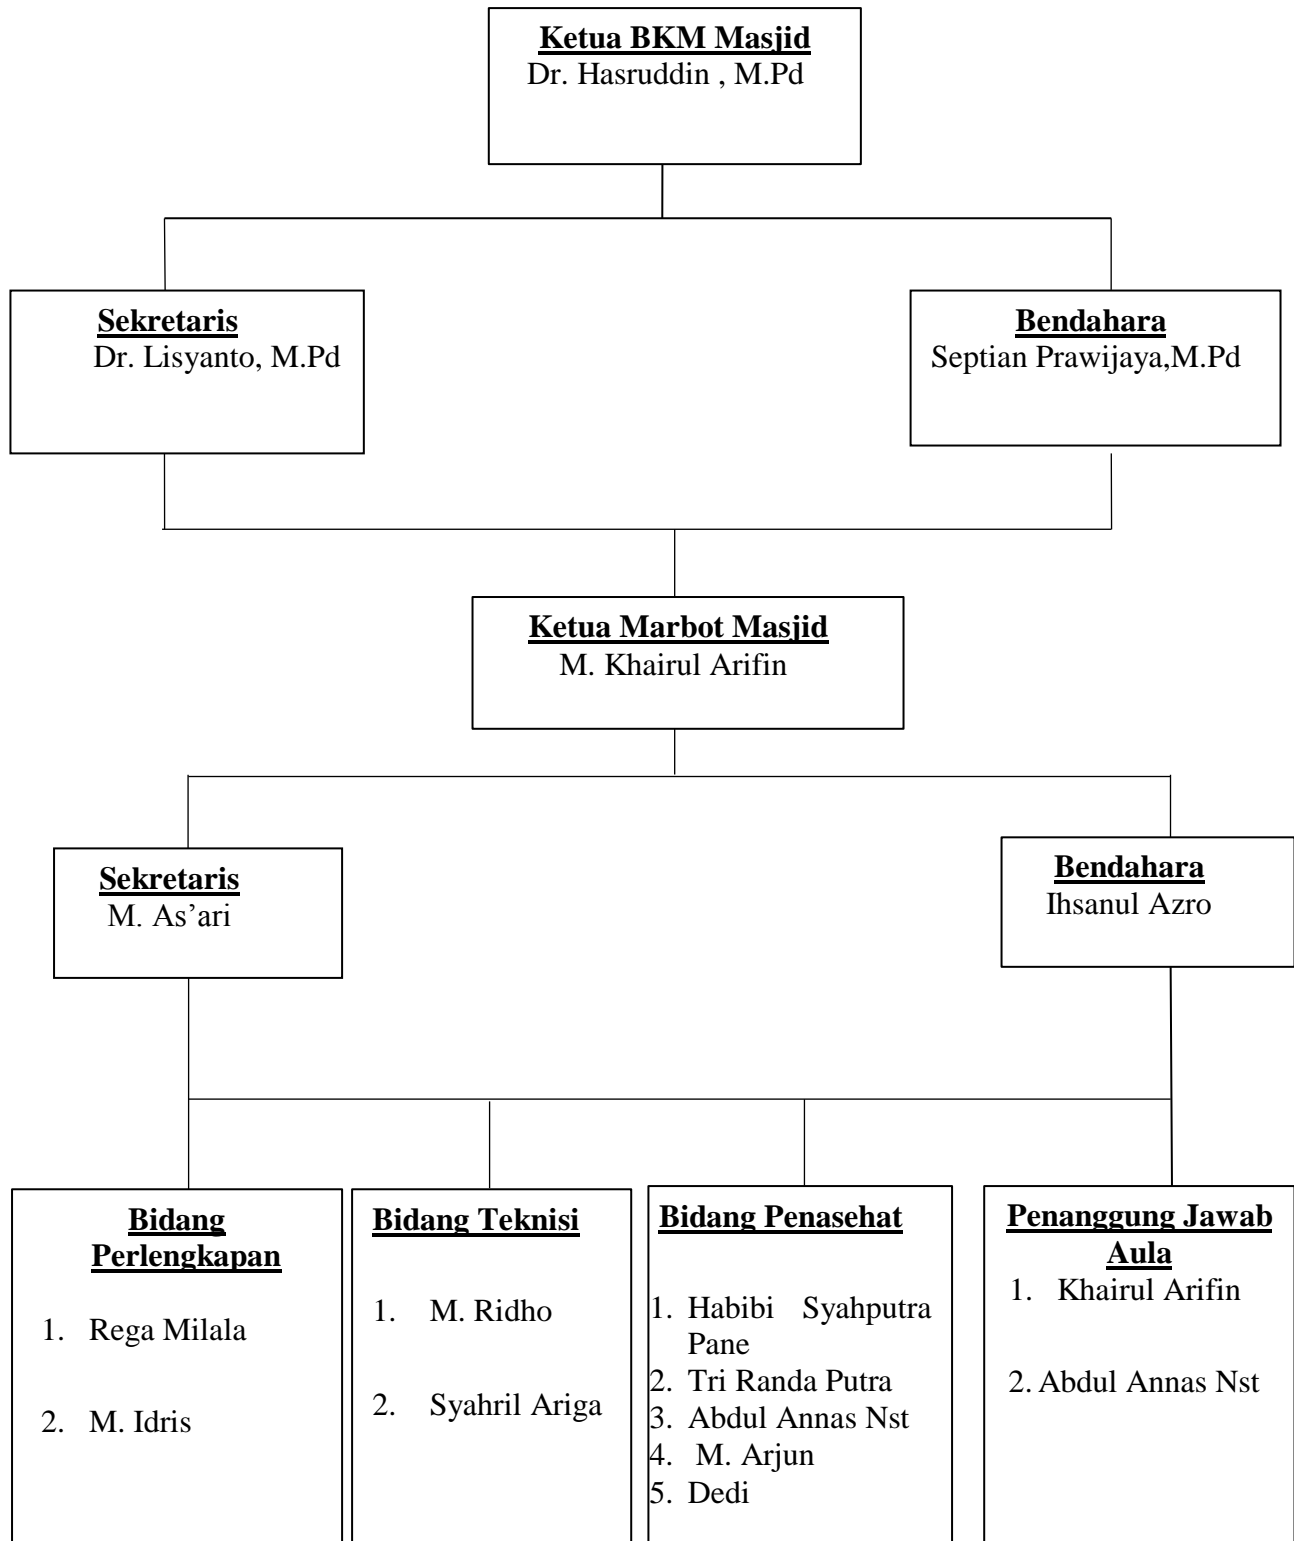 Ketua BKM Masjid
Dr. Hasruddin , M.Pd
Sekretaris
Dr. Lisyanto, M.Pd
Bendahara
Septian Prawijaya,M.Pd
Ketua Marbot Masjid
M. Khairul Arifin
Sekretaris
M. As’ari
Bendahara
Ihsanul Azro
Bidang
Perlengkapan
1. Rega Milala
2. M. Idris
Bidang Teknisi
1. M. Ridho
2. Syahril Ariga
Bidang Penasehat
1. Habibi Syahputra
Pane
2. Tri Randa Putra
3. Abdul Annas Nst
4. M. Arjun
5. Dedi
Penanggung Jawab
Aula
1. Khairul Arifin
2. Abdul Annas Nst